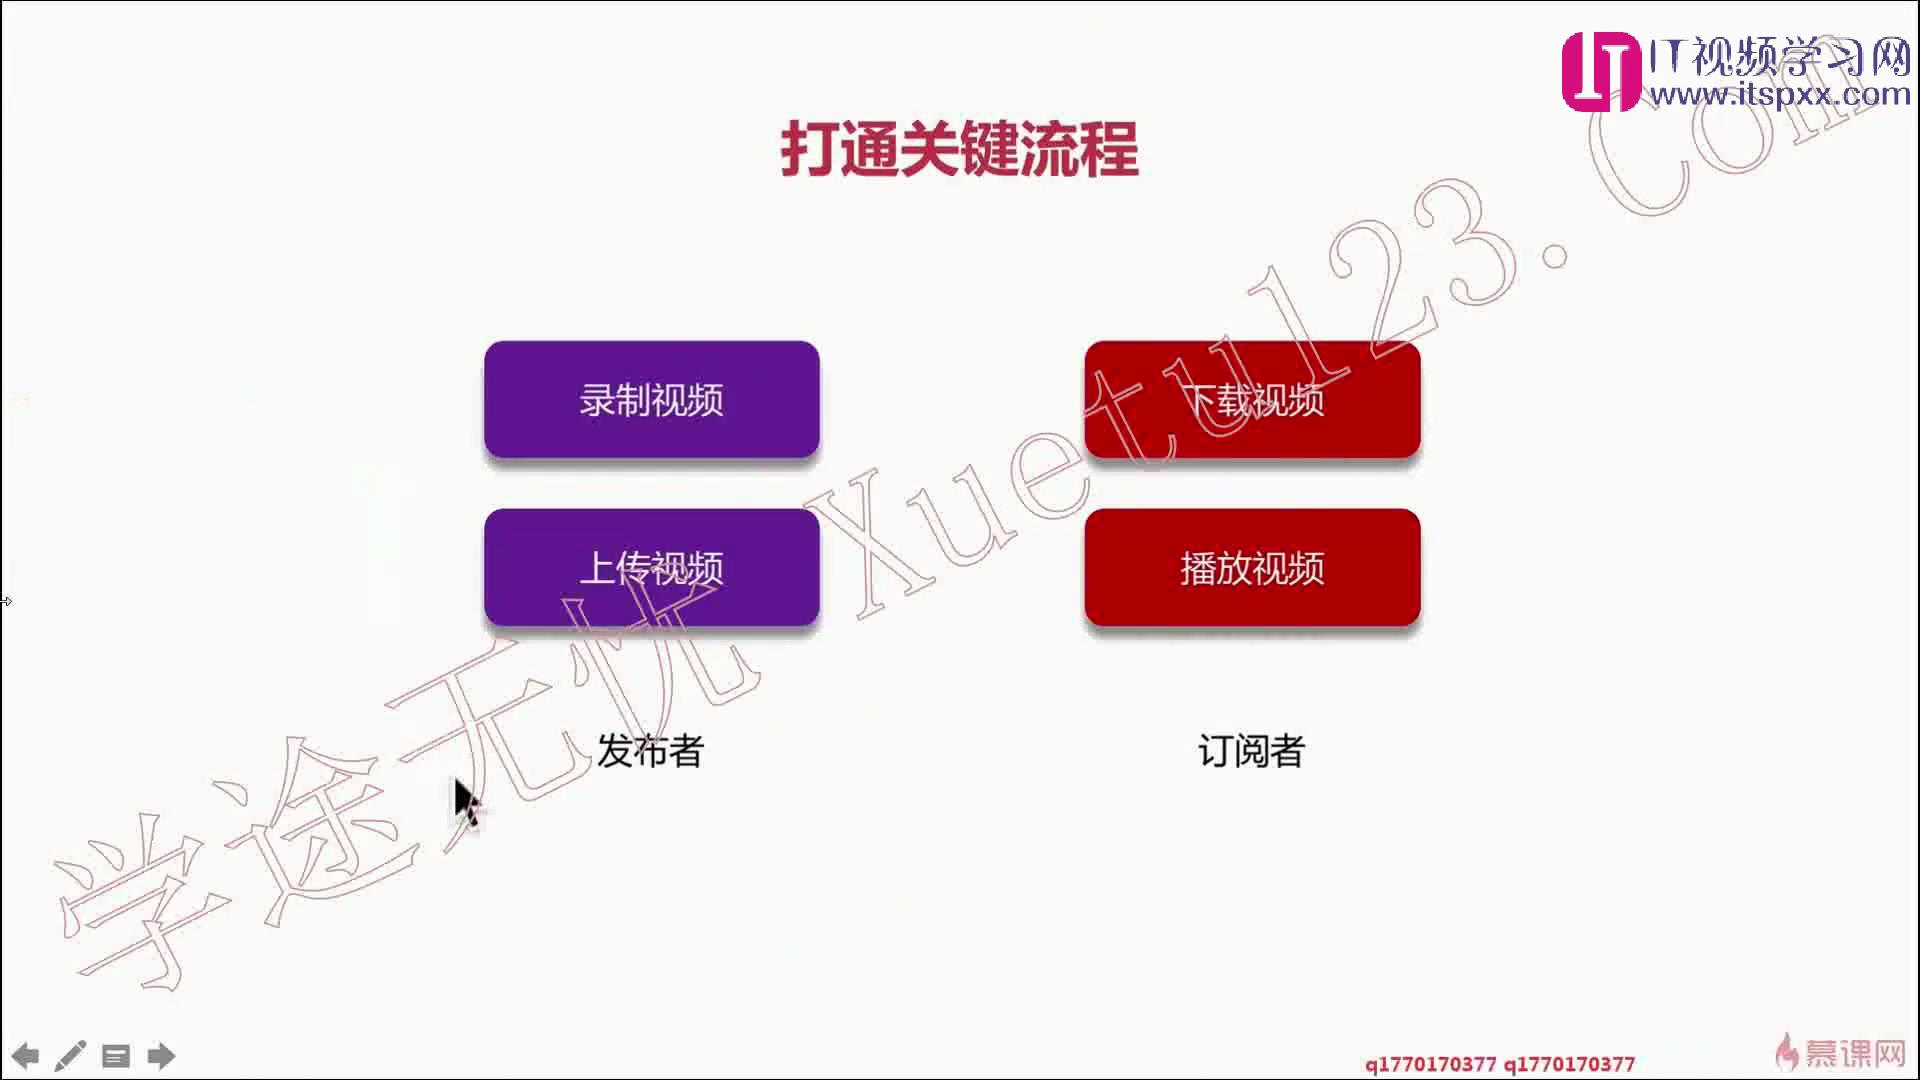 IT视频学习网
www.itspxx.com
打通关键流程
录制视频
下载视频
上传视频
播放视频
发布者
订阅者
学途无忧 Xuetu123.Com
q1770170377 q1770170377
慕课网